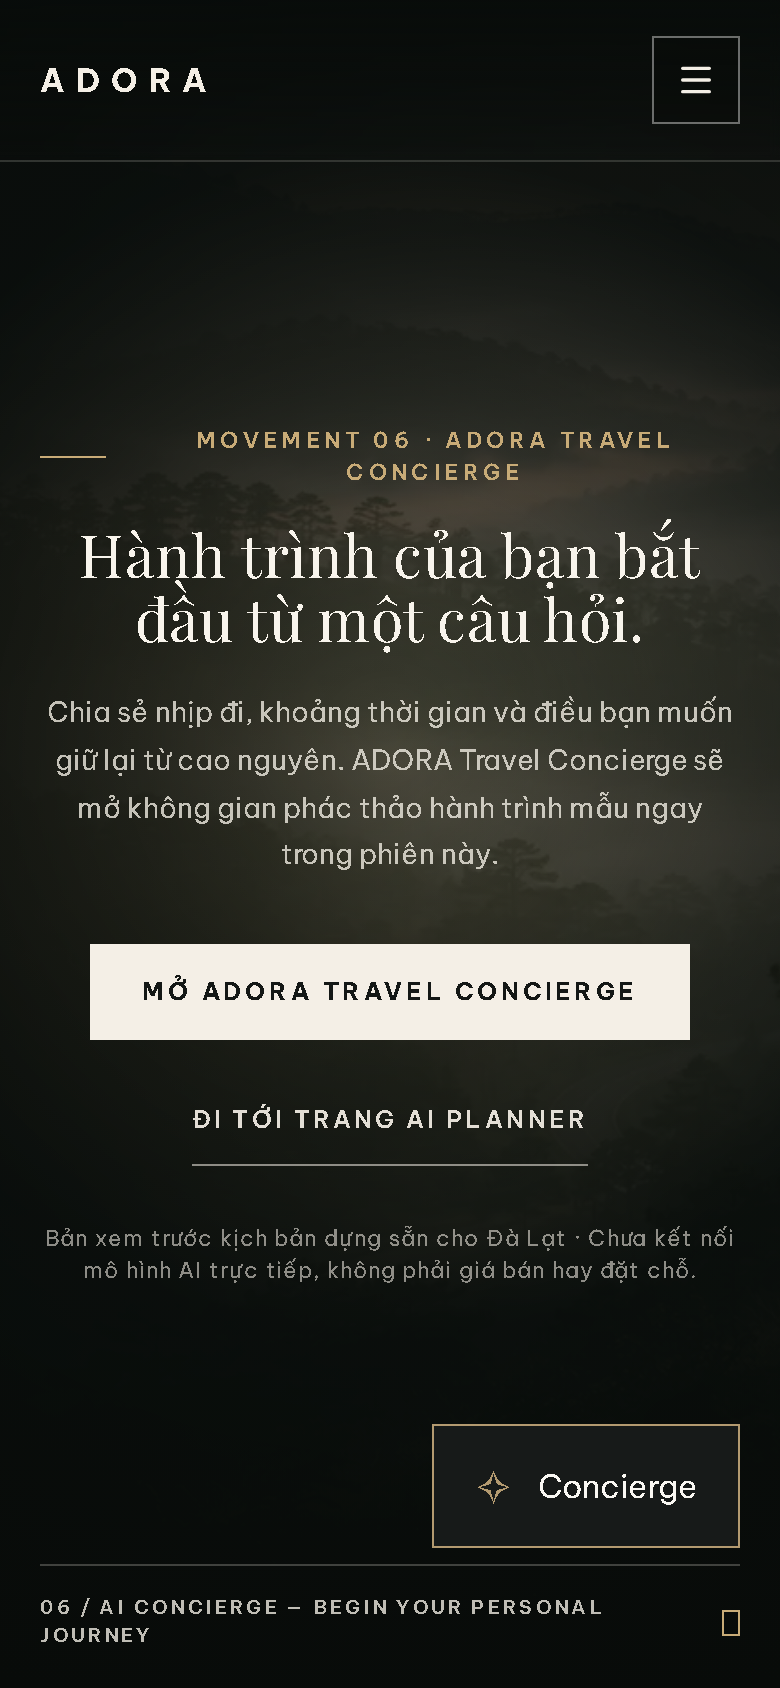 ADORA
MOVEMENT 06 · ADORA TRAVEL
CONCIERGE
Hành trình của bạn bắt
đầu từ một câu hỏi.
Chia sẻ nhịp đi, khoảng thời gian và điều bạn muốn
giữ lại từ cao nguyên. ADORA Travel Concierge sẽ
mở không gian phác thảo hành trình mẫu ngay
trong phiên này.
MỞ ADORA TRAVEL CONCIERGE
ĐI TỚI TRANG AI PLANNER
Bản xem trước kịch bản dựng sẵn cho Đà Lạt · Chưa kết nối
mô hình AI trực tiếp, không phải giá bán hay đặt chỗ.
Concierge
06 / AI CONCIERGE — BEGIN YOUR PERSONAL
JOURNEY